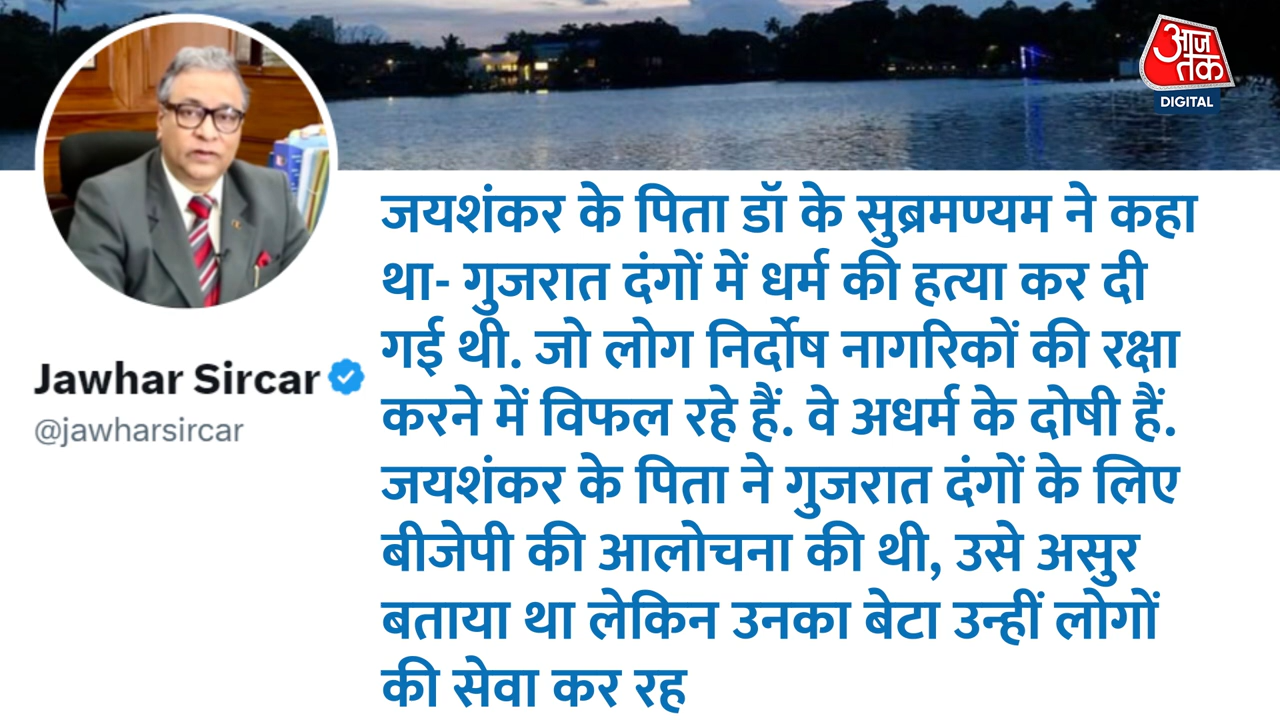 आज
तक
DIGITAL
जयशंकर के पिता डॉ के सुब्रमण्यम ने कहा
था- गुजरात दंगों में धर्म की हत्या कर दी
गई थी. जो लोग निर्दोष नागरिकों की रक्षा
करने में विफल रहे हैं. वे अधर्म के दोषी हैं.
जयशंकर के पिता ने गुजरात दंगों के लिए
बीजेपी की आलोचना की थी, उसे असुर
बताया था लेकिन उनका बेटा उन्हीं लोगों
की सेवा कर रह
Jawhar Sircar
@jawharsircar